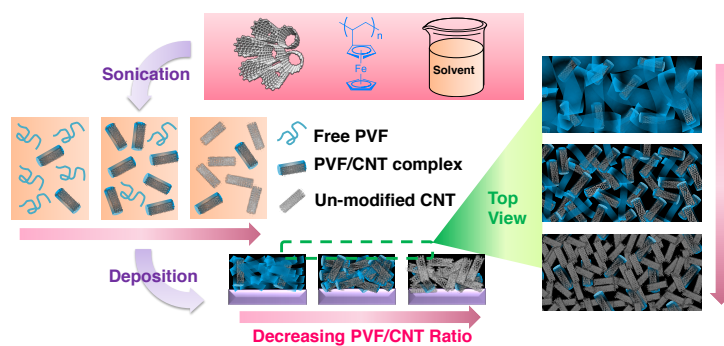 n
Fe
Solvent
Sonication
Free PVF
PVF/CNT complex
Un-modified CNT
Top
View
Deposition
Decreasing PVF/CNT Ratio